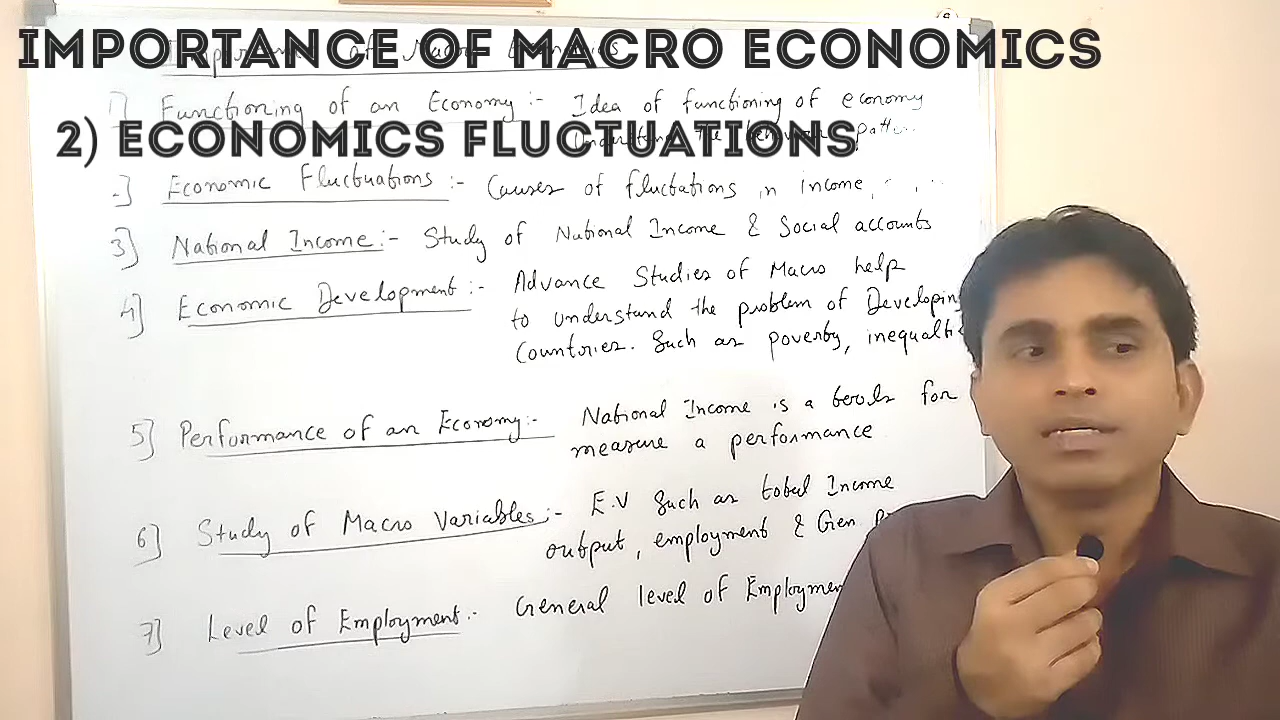 IMPORTANCE OF MACRO ECONOMICS
1) Functioning of an Economy :- Idea of functioning of economy
2) ECONOMICS FLUCTUATIONS
2] Economic Fluctuations :- Causes of fluctations in income,
3] National Income :- Study of National Income & Social accounts
4] Economic Development :- Advance Studies of Macro help
to understand the problem of Developing
Countries. Such as poverty, inequaliti
5] Performance of an Economy :- National Income is a tools for
measure a performance
6] Study of Macro Variables :- E.V Such as total Income
output, employment & Gen. P
7] Level of Employment :- General level of Employmen